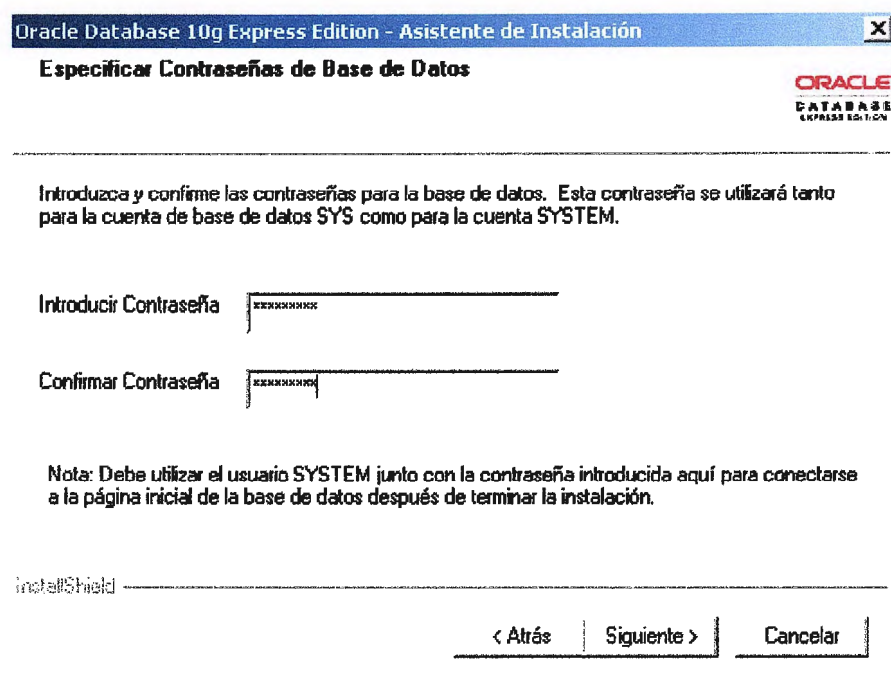 Oracle Database 10g Express Edition - Asistente de Instalación
Especificar Contraseñas de Base de Datos
ORACLE
DATABASE
EXPRESS EDITION
Introduzca y confirme las contraseñas para la base de datos. Esta contraseña se utilizará tanto
para la cuenta de base de datos SYS como para la cuenta SYSTEM.
Introducir Contraseña xxxxxxxxx
Confirmar Contraseña xxxxxxxxx
Nota: Debe utilizar el usuario SYSTEM junto con la contraseña introducida aquí para conectarse
a la página inicial de la base de datos después de terminar la instalación.
InstallShield
< Atrás Siguiente > Cancelar